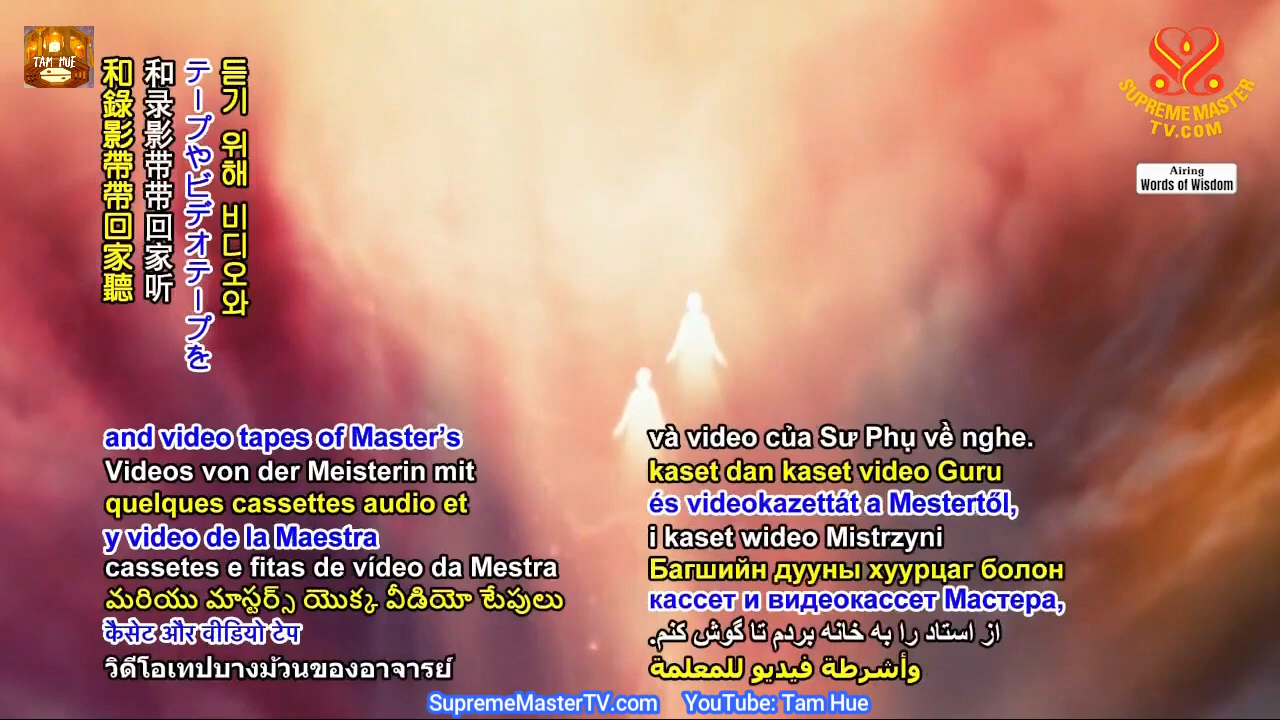 TAM HUE
SUPREME MASTER
TV.COM
Airing
Words of Wisdom
듣기 위해 비디오와
テープやビデオテープを
和录影带带回家听
和錄影帶帶回家聽
and video tapes of Master's
Videos von der Meisterin mit
quelques cassettes audio et
y video de la Maestra
cassetes e fitas de vídeo da Mestra
మరియు మాస్టర్స్ యొక్క వీడియో టేపులు
कैसेट और वीडियो टेप
วิดีโอเทปบางม้วนของอาจารย์
và video của Sư Phụ về nghe.
kaset dan kaset video Guru
és videokazettát a Mestertől,
i kaset wideo Mistrzyni
Багшийн дууны хуурцаг болон
кассет и видеокассет Мастера,
از استاد را به خانه بردم تا گوش کنم.
وأشرطة فيديو للمعلمة
SupremeMasterTV.com YouTube: Tam Hue